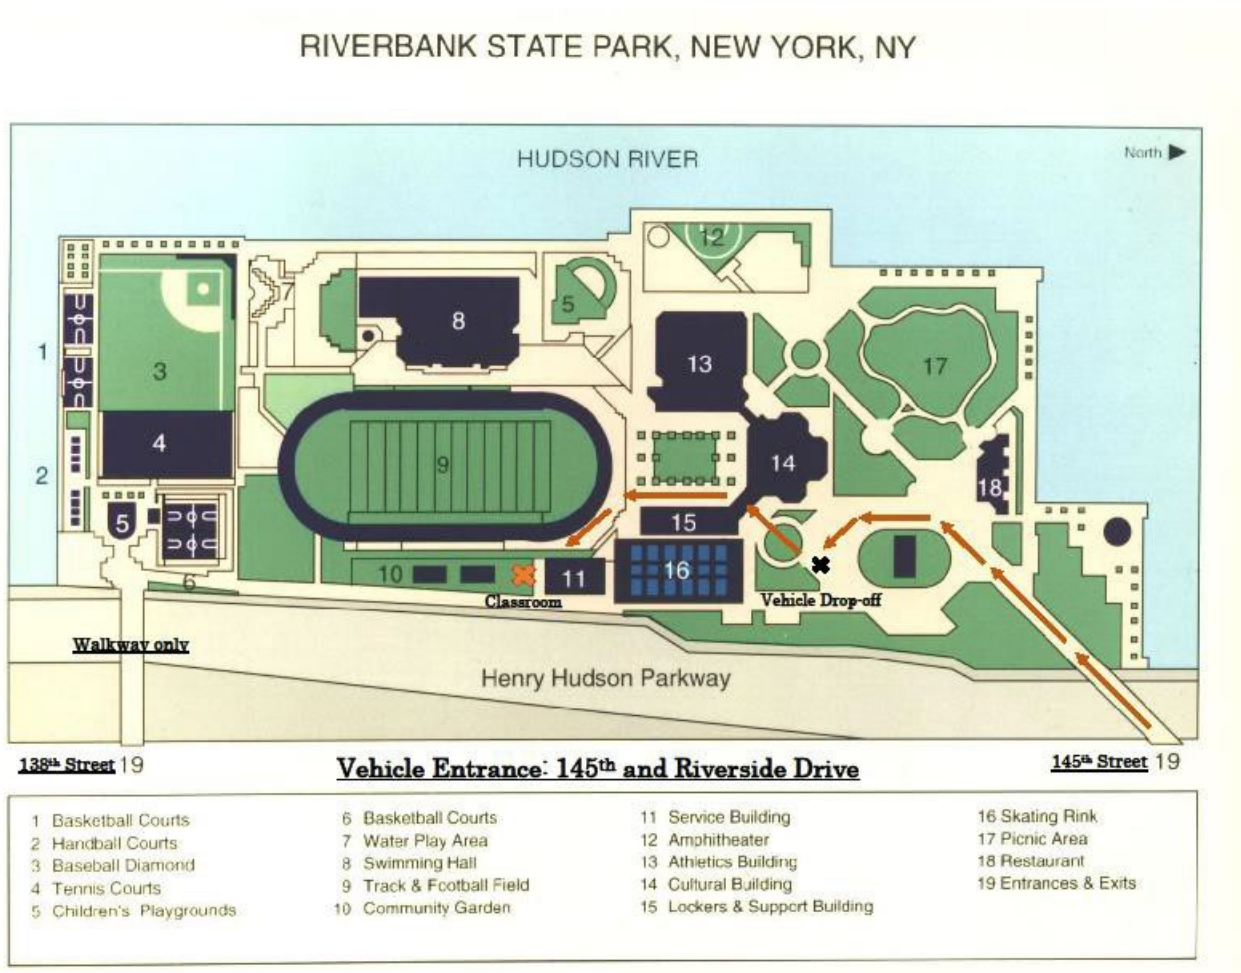 RIVERBANK STATE PARK, NEW YORK, NY
HUDSON RIVER
North
12
7
5
8
1
3
13
17
4
9
14
2
18
5
15
10
11
16
6
Classroom
Vehicle Drop-off
Walkway only
Henry Hudson Parkway
138th Street 19
Vehicle Entrance: 145th and Riverside Drive
145th Street 19
1 Basketball Courts
2 Handball Courts
3 Baseball Diamond
4 Tennis Courts
5 Children's Playgrounds
6 Basketball Courts
7 Water Play Area
8 Swimming Hall
9 Track & Football Field
10 Community Garden
11 Service Building
12 Amphitheater
13 Athletics Building
14 Cultural Building
15 Lockers & Support Building
16 Skating Rink
17 Picnic Area
18 Restaurant
19 Entrances & Exits